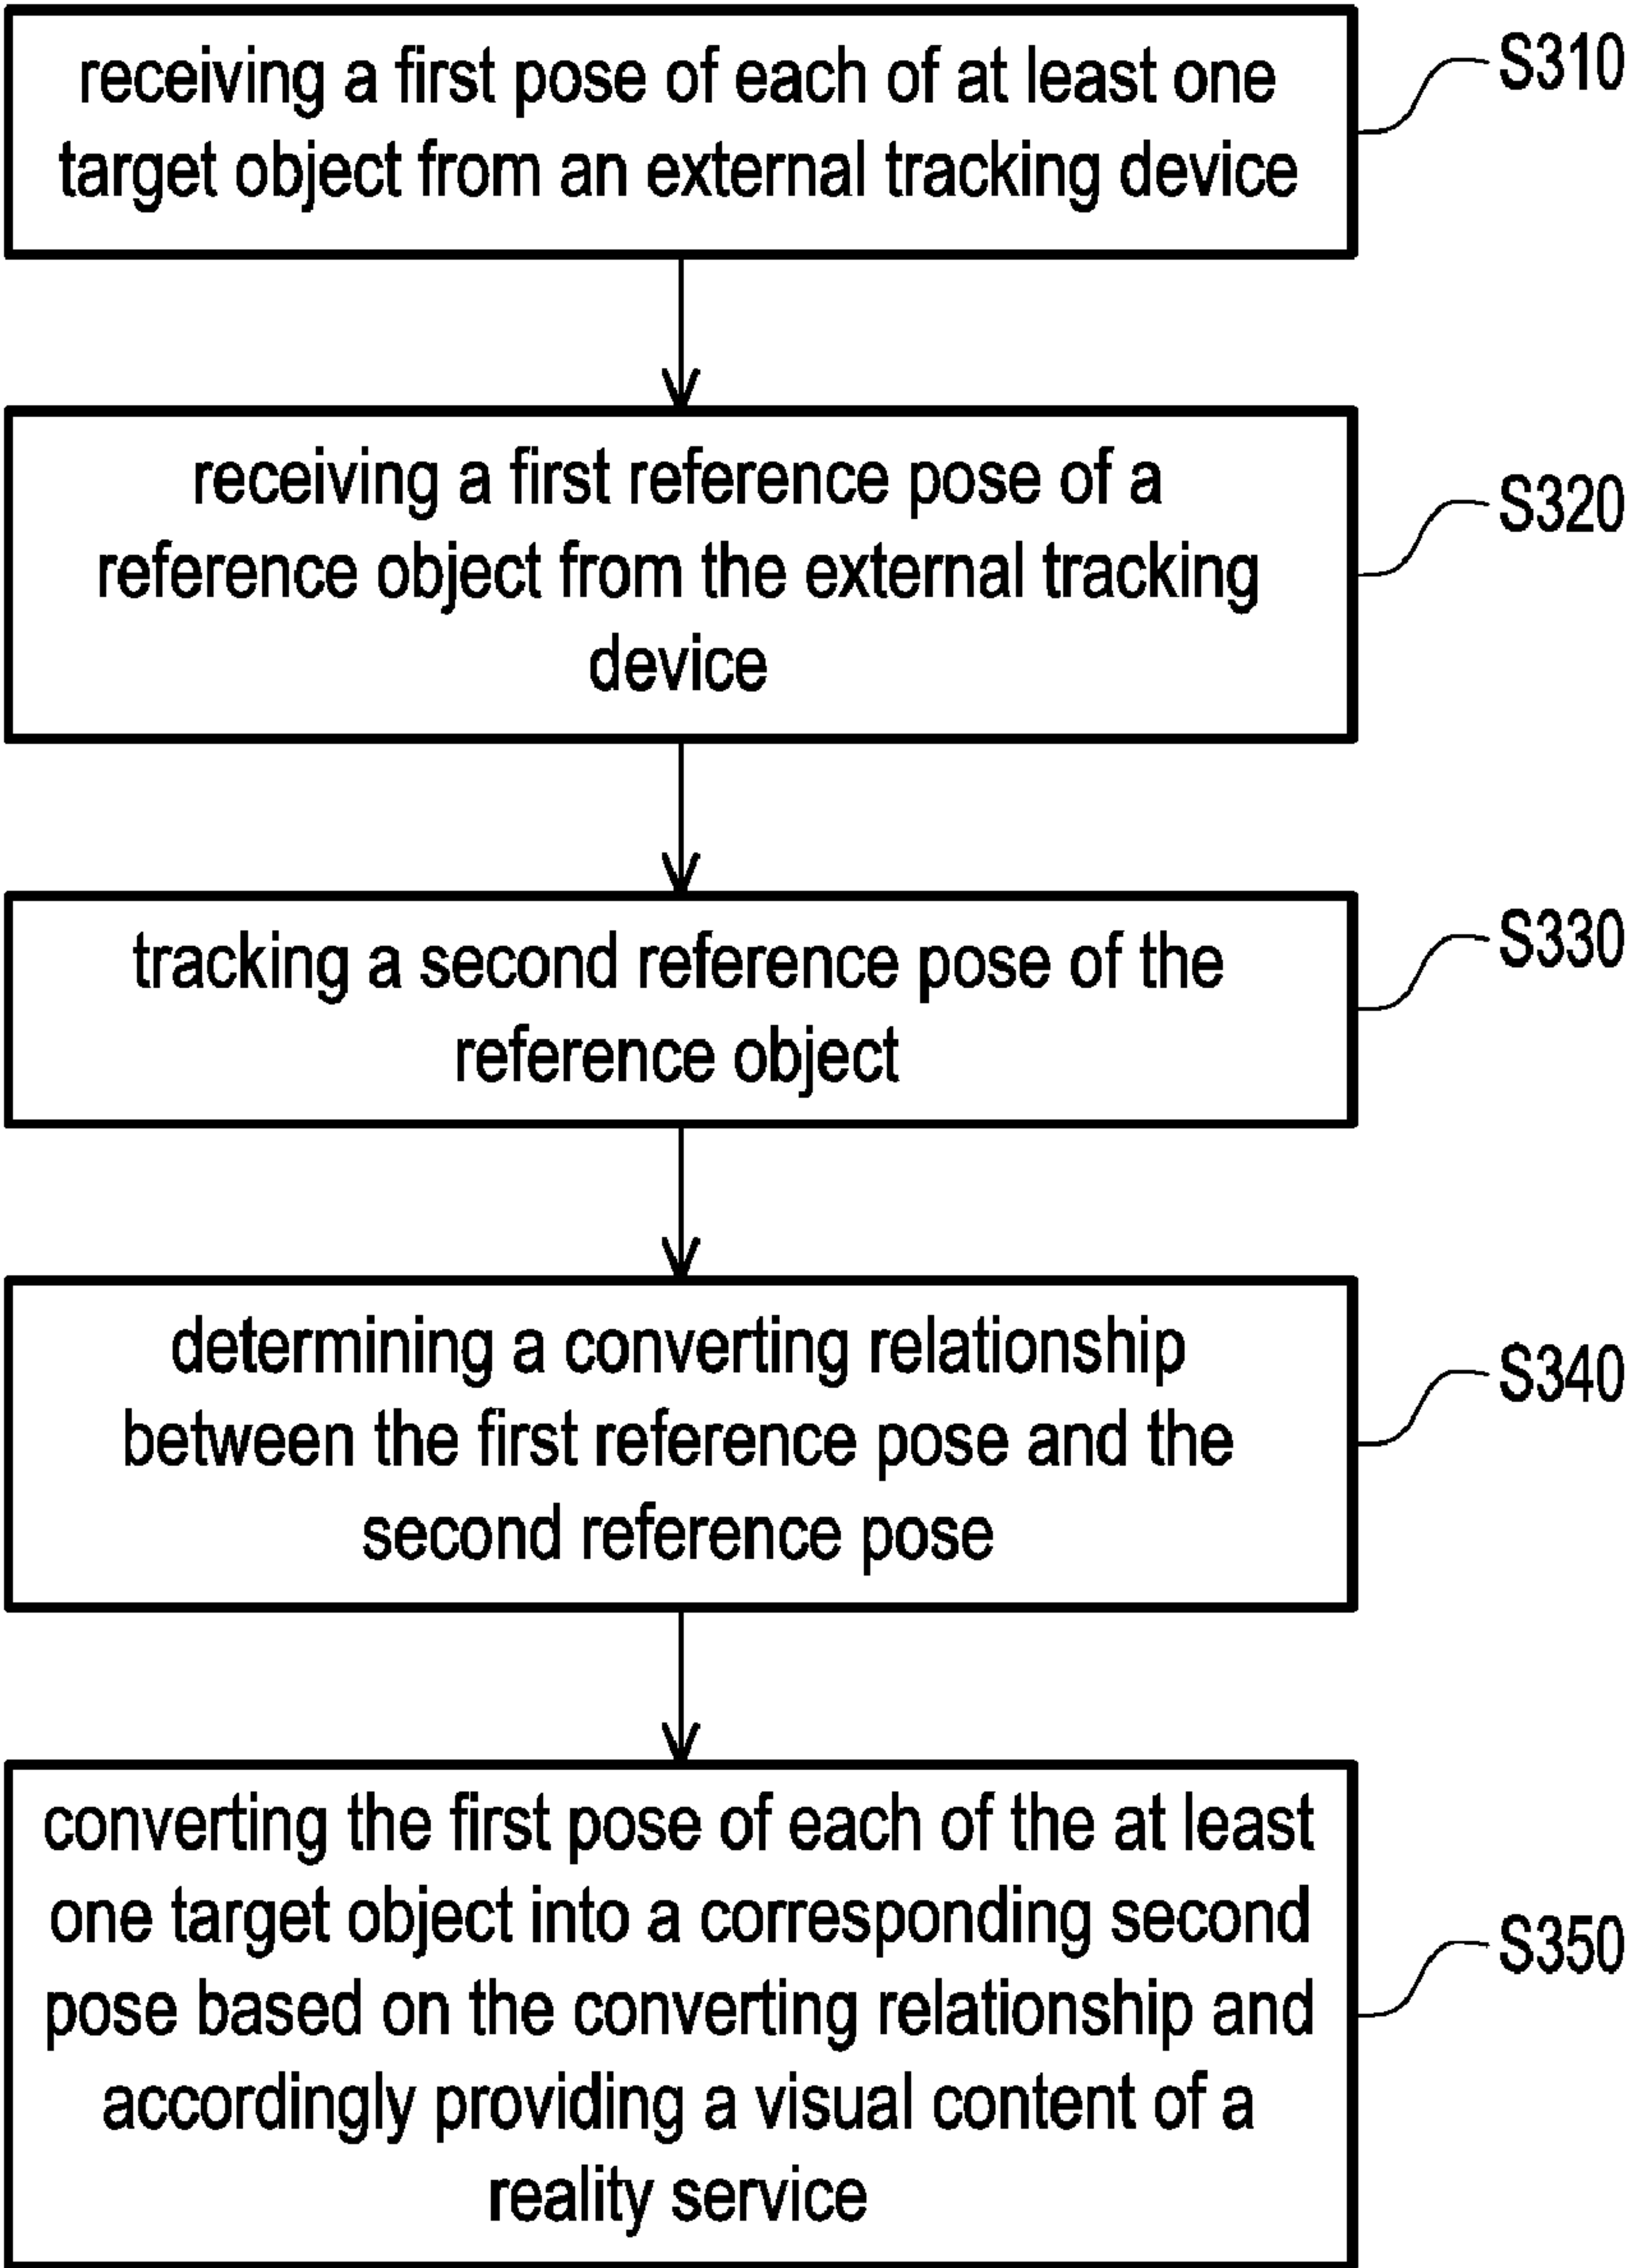 receiving a first pose of each of at least one
target object from an external tracking device
S310
receiving a first reference pose of a
reference object from the external tracking
device
S320
tracking a second reference pose of the
reference object
S330
determining a converting relationship
between the first reference pose and the
second reference pose
S340
converting the first pose of each of the at least
one target object into a corresponding second
pose based on the converting relationship and
accordingly providing a visual content of a
reality service
S350